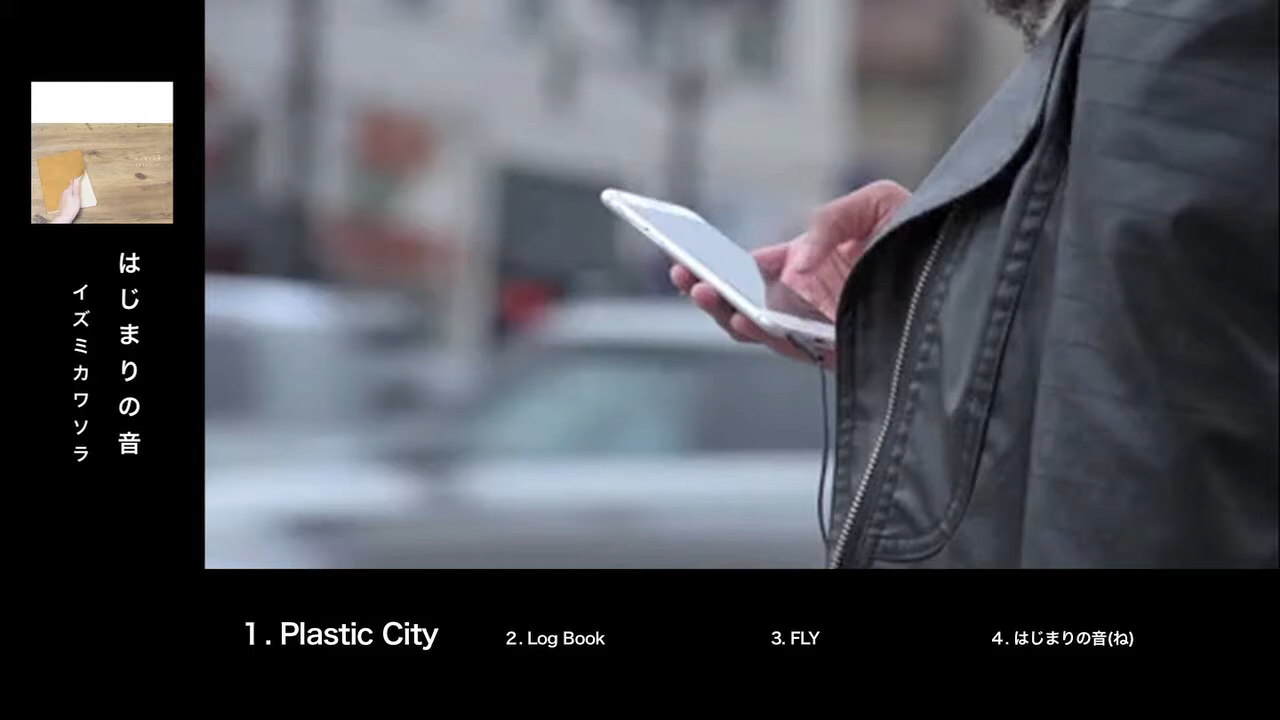 はじまりの音
イズミカワソラ
1. Plastic City
2. Log Book
3. FLY
4. はじまりの音(ね)